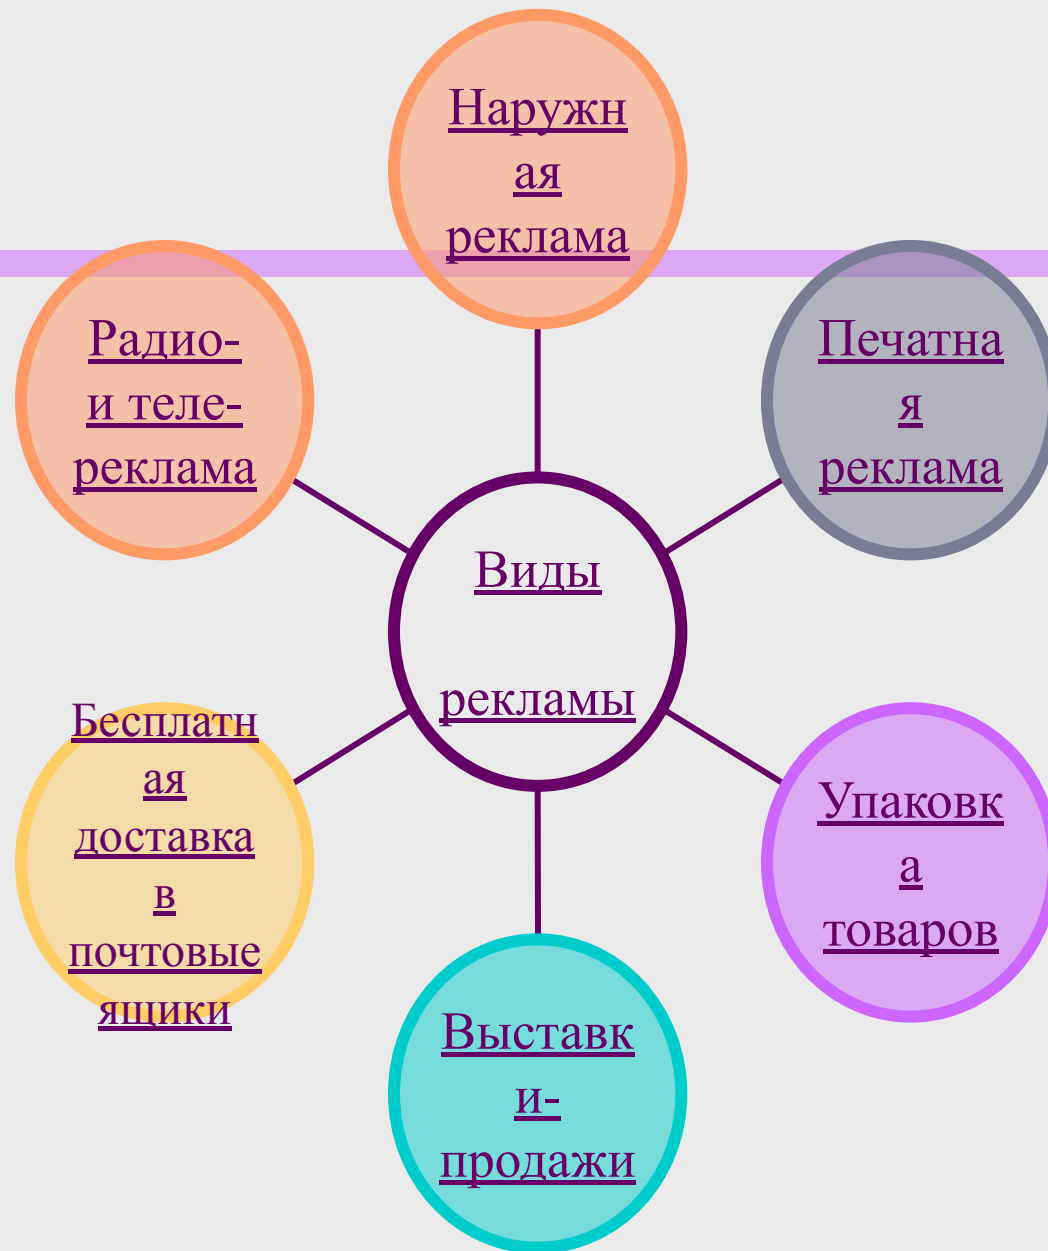 Наружн
ая
реклама
Радио-
и теле-
реклама
Печатна
я
реклама
Виды
рекламы
Бесплатн
ая
доставка
в
почтовые
ящики
Упаковк
а
товаров
Выставк
и-
продажи